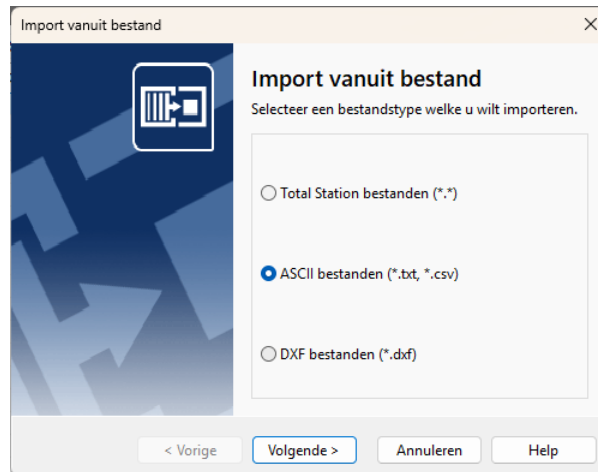 Import vanuit bestand
Import vanuit bestand
Selecteer een bestandstype welke u wilt importeren.
Total Station bestanden (*.*)
ASCII bestanden (*.txt, *.csv)
DXF bestanden (*.dxf)
< Vorige
Volgende >
Annuleren
Help